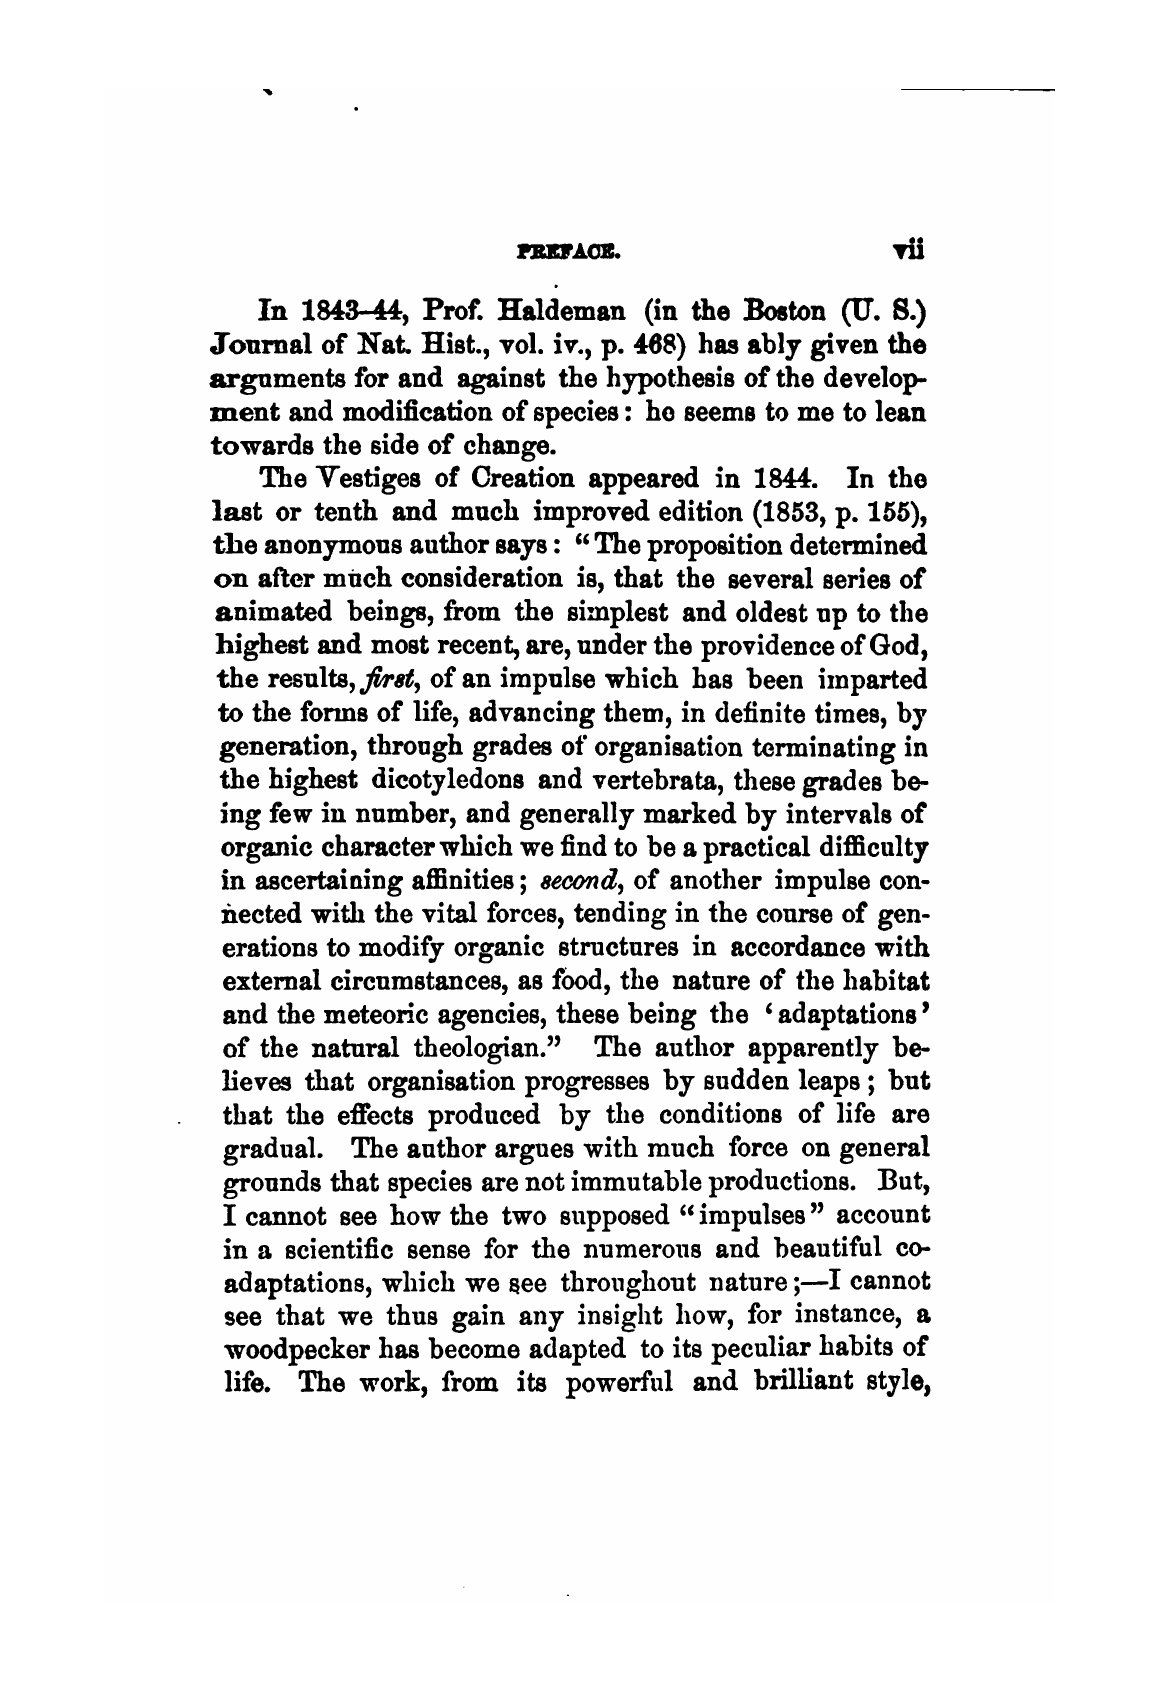 PREFACE. vii
In 1843–44, Prof. Haldeman (in the Boston (U. S.)
Journal of Nat. Hist., vol. iv., p. 468) has ably given the
arguments for and against the hypothesis of the develop-
ment and modification of species: he seems to me to lean
towards the side of change.
The Vestiges of Creation appeared in 1844. In the
last or tenth and much improved edition (1853, p. 155),
the anonymous author says: “The proposition determined
on after much consideration is, that the several series of
animated beings, from the simplest and oldest up to the
highest and most recent, are, under the providence of God,
the results, first, of an impulse which has been imparted
to the forms of life, advancing them, in definite times, by
generation, through grades of organisation terminating in
the highest dicotyledons and vertebrata, these grades be-
ing few in number, and generally marked by intervals of
organic character which we find to be a practical difficulty
in ascertaining affinities; second, of another impulse con-
nected with the vital forces, tending in the course of gen-
erations to modify organic structures in accordance with
external circumstances, as food, the nature of the habitat
and the meteoric agencies, these being the ‘adaptations’
of the natural theologian.” The author apparently be-
lieves that organisation progresses by sudden leaps; but
that the effects produced by the conditions of life are
gradual. The author argues with much force on general
grounds that species are not immutable productions. But,
I cannot see how the two supposed “impulses” account
in a scientific sense for the numerous and beautiful co-
adaptations, which we see throughout nature;—I cannot
see that we thus gain any insight how, for instance, a
woodpecker has become adapted to its peculiar habits of
life. The work, from its powerful and brilliant style,